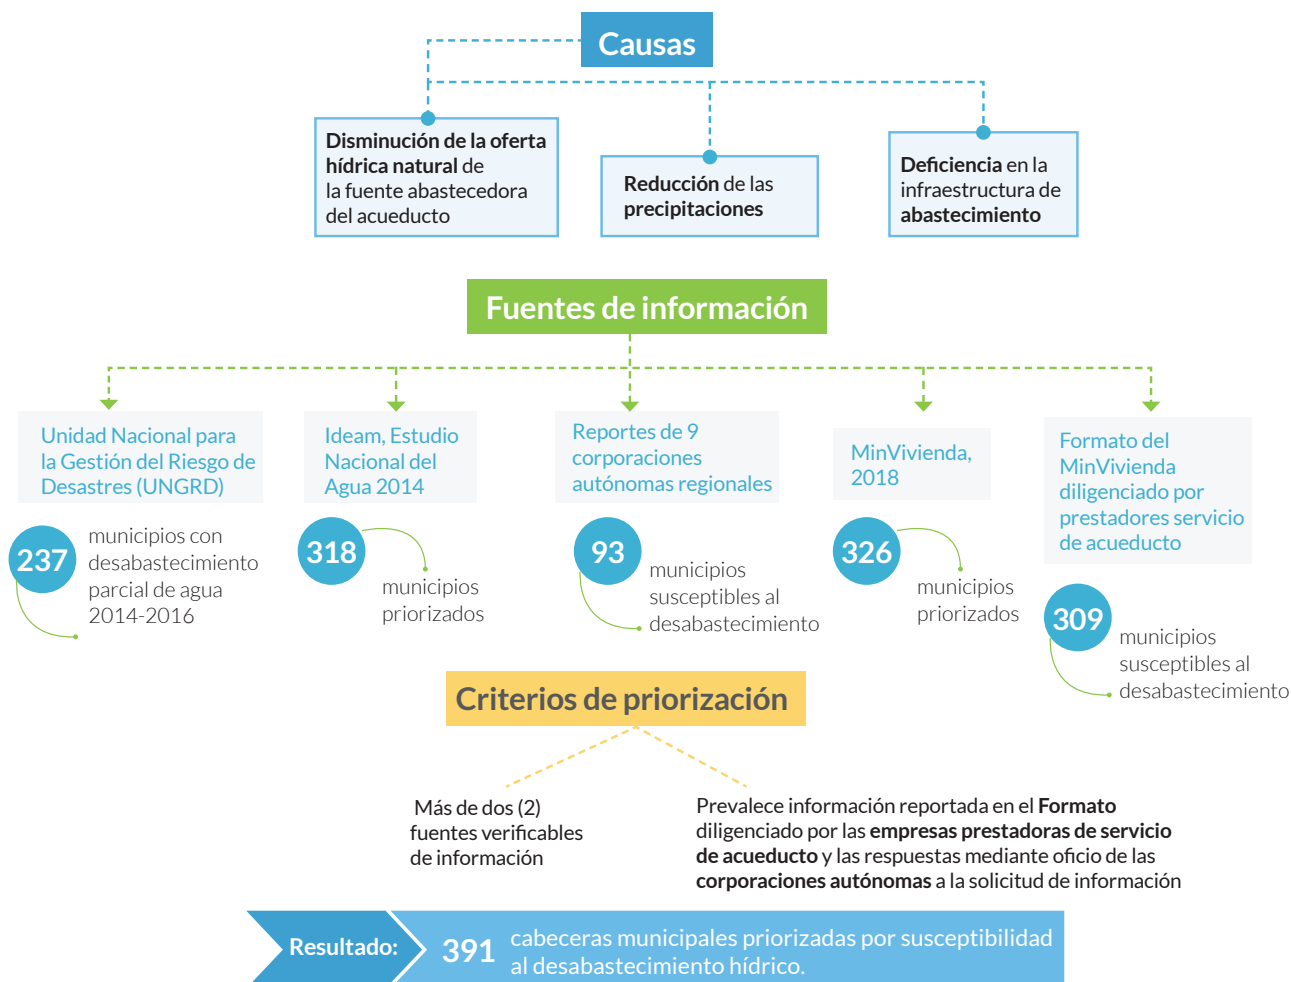 Causas
Disminución de la oferta
hídrica natural de
la fuente abastecedora
del acueducto
Reducción de las
precipitaciones
Deficiencia en la
infraestructura de
abastecimiento
Fuentes de información
Unidad Nacional para
la Gestión del Riesgo de
Desastres (UNGRD)
237
municipios con
desabastecimiento
parcial de agua
2014-2016
Ideam, Estudio
Nacional del
Agua 2014
318
municipios
priorizados
Reportes de 9
corporaciones
autónomas regionales
93
municipios
susceptibles al
desabastecimiento
MinVivienda,
2018
326
municipios
priorizados
Formato del
MinVivienda
diligenciado por
prestadores servicio
de acueducto
309
municipios
susceptibles al
desabastecimiento
Criterios de priorización
Más de dos (2)
fuentes verificables
de información
Prevalece información reportada en el Formato
diligenciado por las empresas prestadoras de servicio
de acueducto y las respuestas mediante oficio de las
corporaciones autónomas a la solicitud de información
Resultado:
391
cabeceras municipales priorizadas por susceptibilidad
al desabastecimiento hídrico.